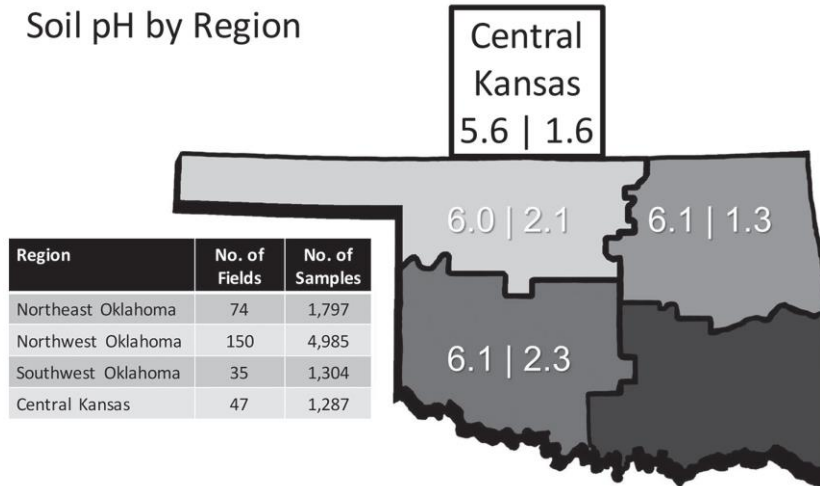 Soil pH by Region
Central
Kansas
5.6 | 1.6
6.0 | 2.1
6.1 | 1.3
6.1 | 2.3
Region No. of Fields No. of Samples
Northeast Oklahoma 74 1,797
Northwest Oklahoma 150 4,985
Southwest Oklahoma 35 1,304
Central Kansas 47 1,287